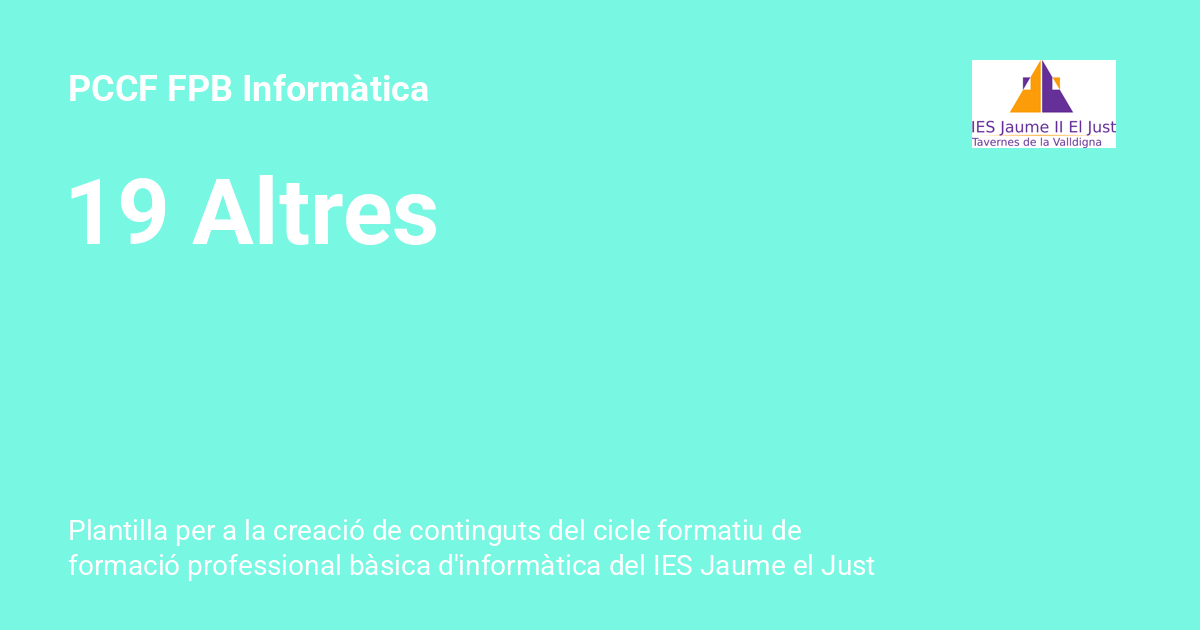 PCCF FPB Informàtica
IES Jaume II El Just
Tavernes de la Valldigna
19 Altres
Plantilla per a la creació de continguts del cicle formatiu de
formació professional bàsica d'informàtica del IES Jaume el Just